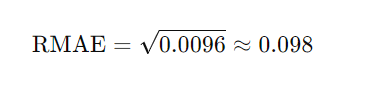 RMAE = √0.0096 ≈ 0.098